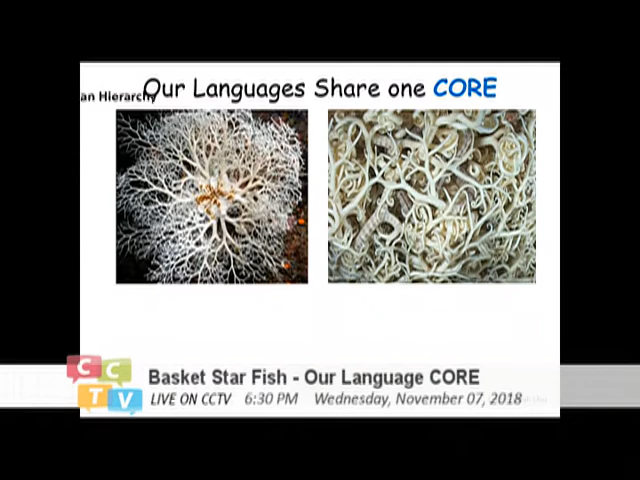 Our Languages Share one CORE
an Hierarchy
C C
T V
Basket Star Fish - Our Language CORE
LIVE ON CCTV 6:30 PM Wednesday, November 07, 2018